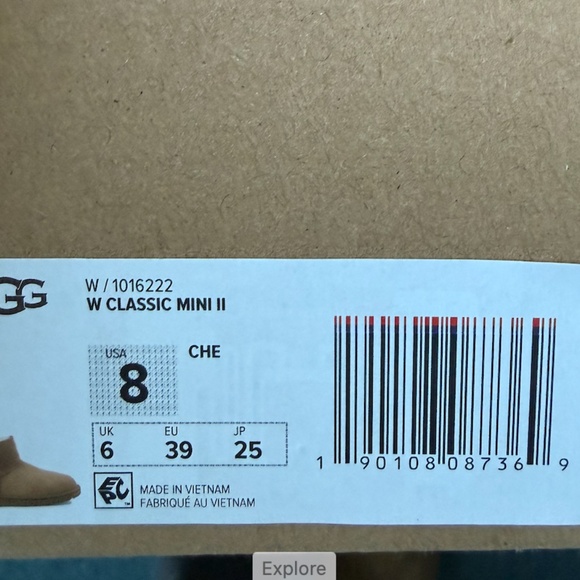 UGG
W / 1016222
W CLASSIC MINI II
USA
8
CHE
UK EU JP
6 39 25
MADE IN VIETNAM
FABRIQUÉ AU VIETNAM
1 90108 08736 9
Explore